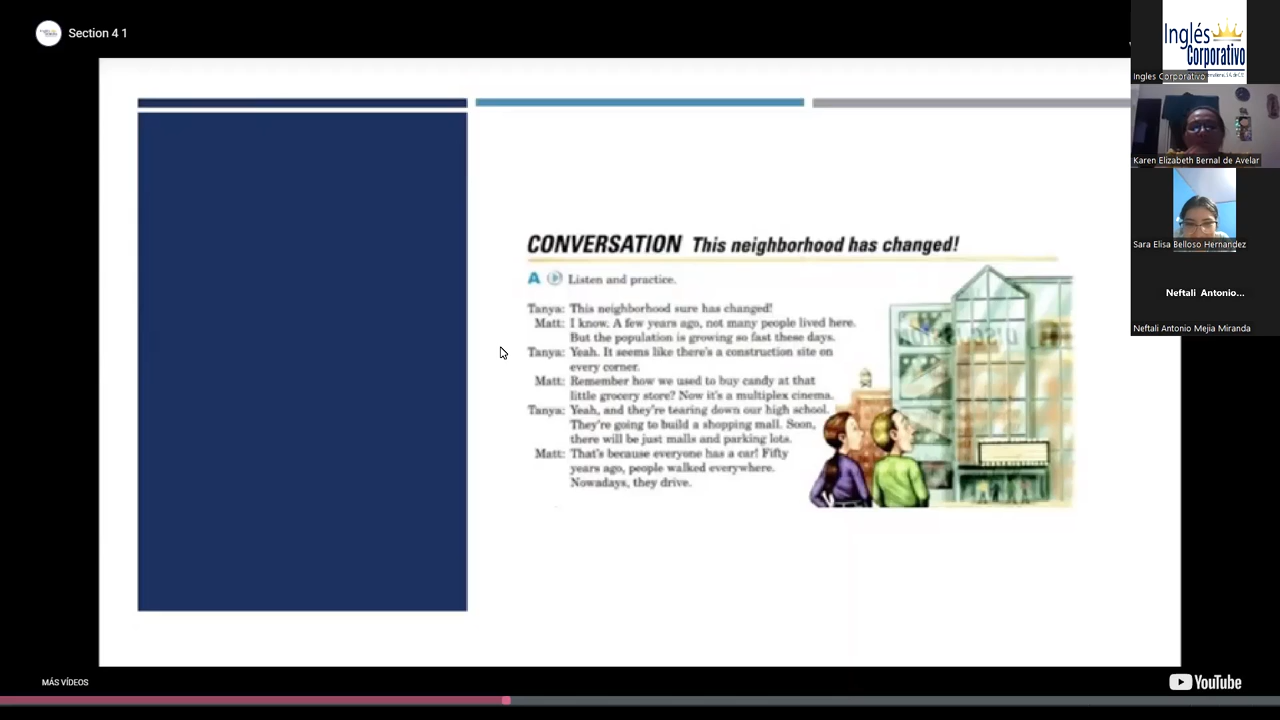 Section 4 1
CONVERSATION This neighborhood has changed!
A Listen and practice.
Tanya: This neighborhood sure has changed!
Matt: I know. A few years ago, not many people lived here.
But the population is growing so fast these days.
Tanya: Yeah. It seems like there's a construction site on
every corner.
Matt: Remember how we used to buy candy at that
little grocery store? Now it's a multiplex cinema.
Tanya: Yeah, and they're tearing down our high school.
They're going to build a shopping mall. Soon,
there will be just malls and parking lots.
Matt: That's because everyone has a car! Fifty
years ago, people walked everywhere.
Nowadays, they drive.
MÁS VÍDEOS
YouTube
Inglés
Corporativo
Ingles Corporativo
Karen Elizabeth Bernal de Avelar
Sara Elisa Belloso Hernandez
Neftali Antonio...
Neftali Antonio Mejia Miranda